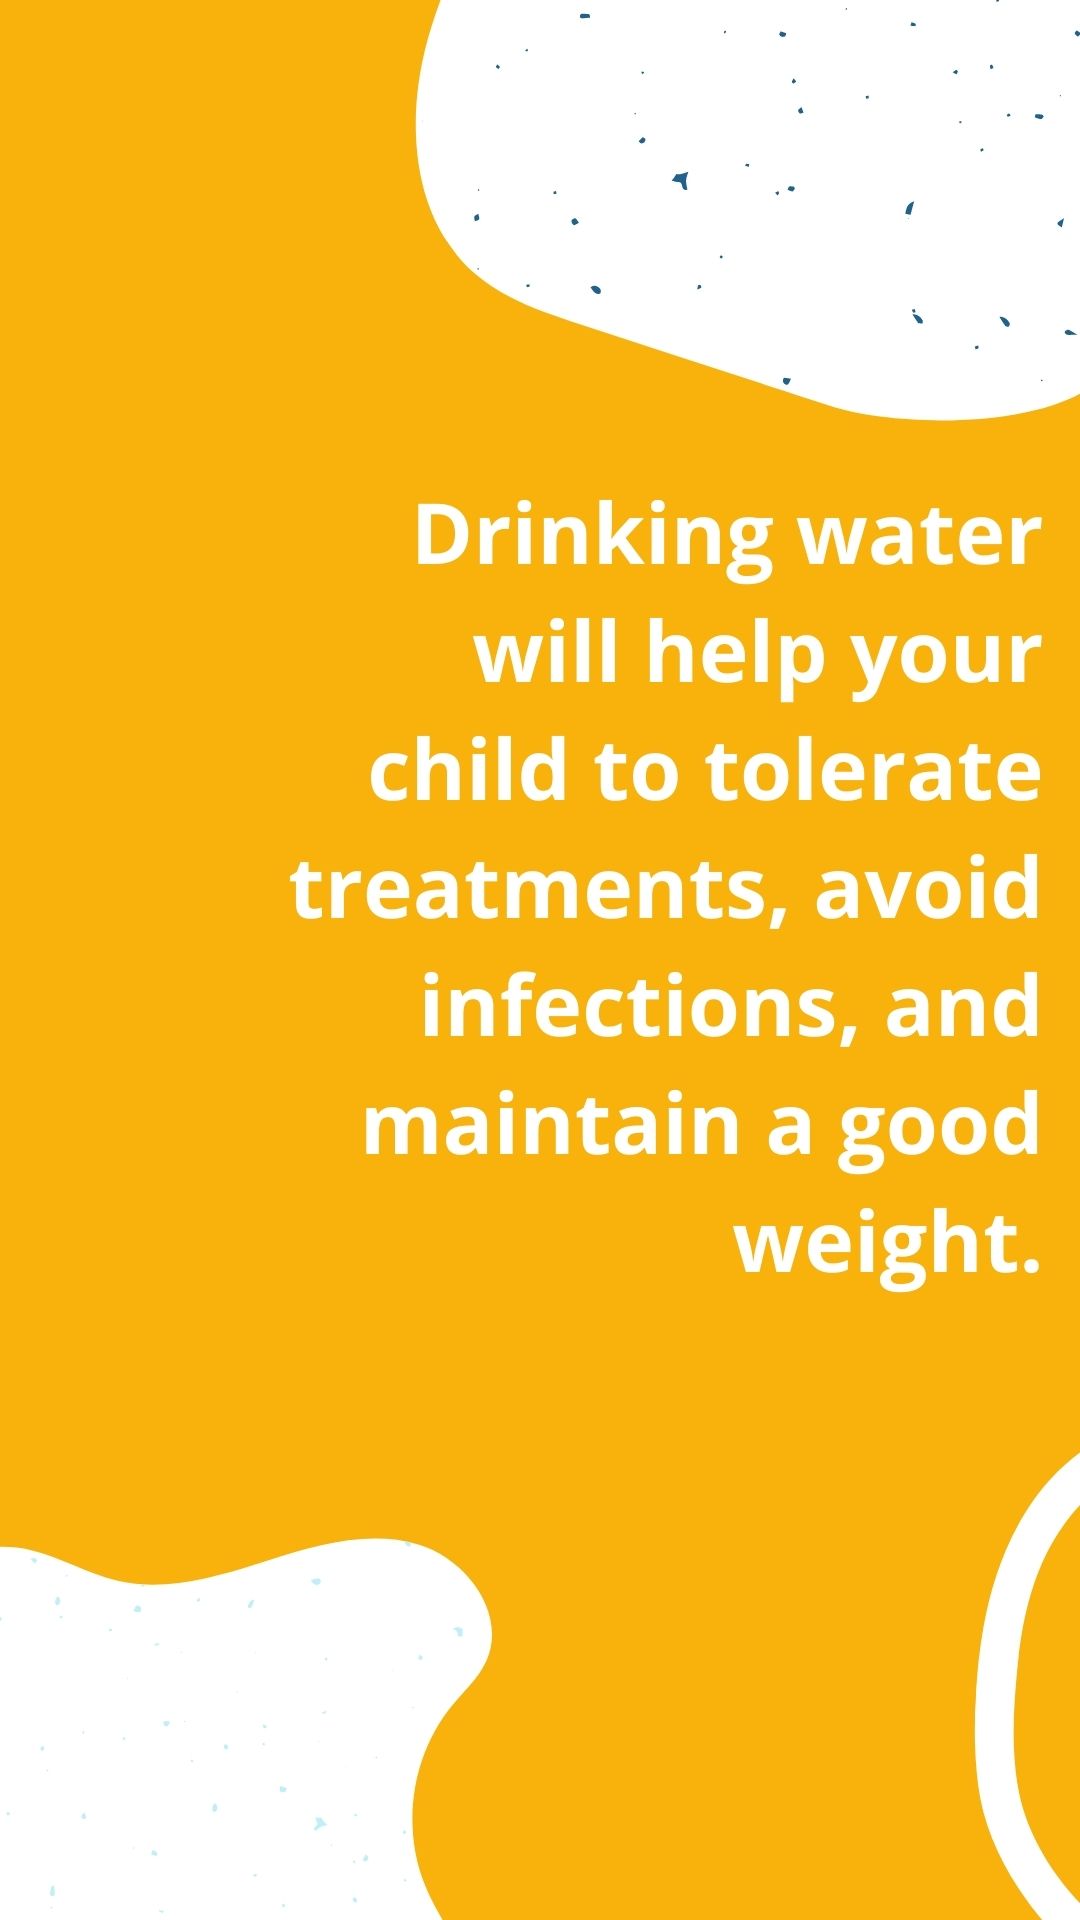 Drinking water
will help your
child to tolerate
treatments, avoid
infections, and
maintain a good
weight.